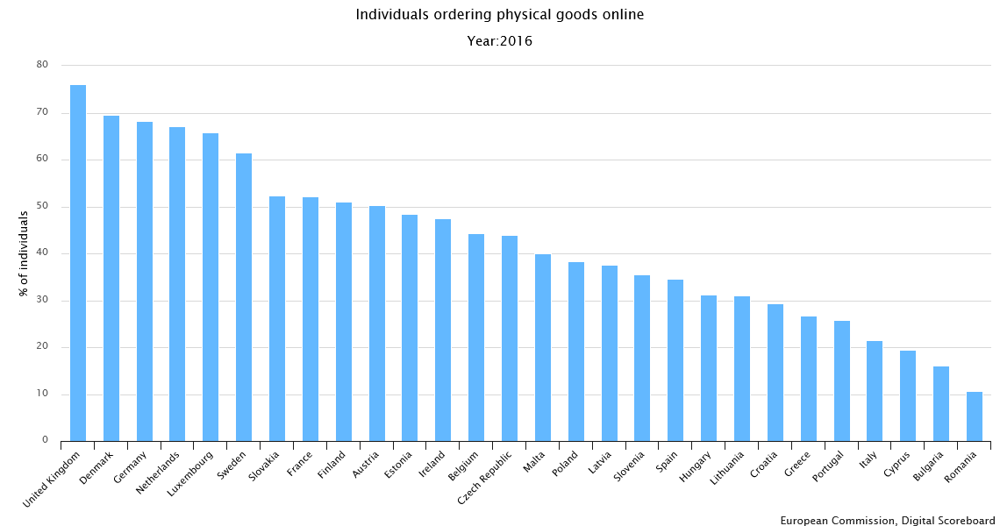 Individuals ordering physical goods online
Year:2016
% of individuals
80
70
60
50
40
30
20
10
0
United Kingdom
Denmark
Germany
Netherlands
Luxembourg
Sweden
Slovakia
France
Finland
Austria
Estonia
Ireland
Belgium
Czech Republic
Malta
Poland
Latvia
Slovenia
Spain
Hungary
Lithuania
Croatia
Greece
Portugal
Italy
Cyprus
Bulgaria
Romania
European Commission, Digital Scoreboard